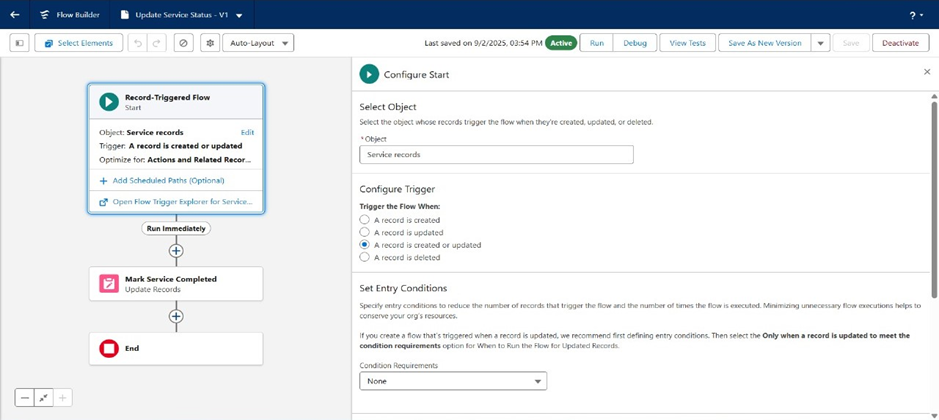 Flow Builder
Update Service Status - V1
?
Select Elements
Auto-Layout
Last saved on 9/2/2025, 03:54 PM
Active
Run
Debug
View Tests
Save As New Version
Save
Deactivate
Record-Triggered Flow
Start
Object: Service records
Edit
Trigger: A record is created or updated
Optimize for: Actions and Related Recor...
Add Scheduled Paths (Optional)
Open Flow Trigger Explorer for Service...
Run Immediately
Mark Service Completed
Update Records
End
Configure Start
Select Object
Select the object whose records trigger the flow when they're created, updated, or deleted.
* Object
Service records
Configure Trigger
Trigger the Flow When:
A record is created
A record is updated
A record is created or updated
A record is deleted
Set Entry Conditions
Specify entry conditions to reduce the number of records that trigger the flow and the number of times the flow is executed. Minimizing unnecessary flow executions helps to
conserve your org's resources.
If you create a flow that's triggered when a record is updated, we recommend first defining entry conditions. Then select the Only when a record is updated to meet the
condition requirements option for When to Run the Flow for Updated Records.
Condition Requirements
None